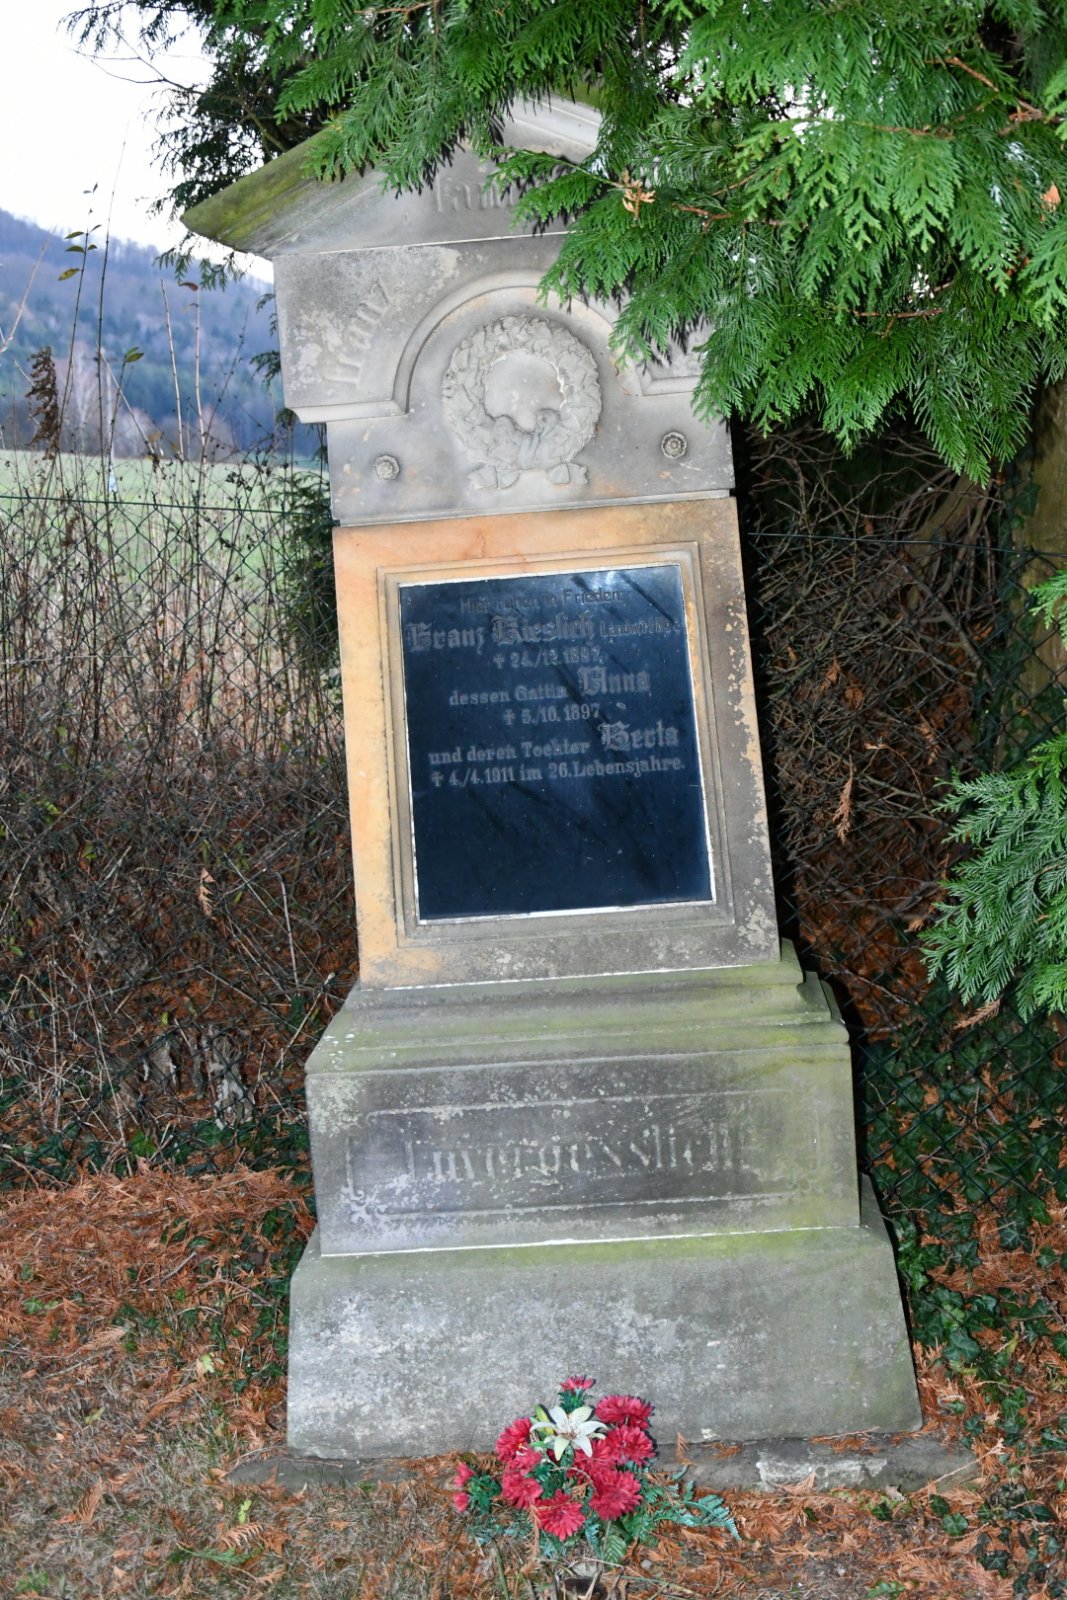 Hier ruhen in Frieden:
Franz Kieslich
† 24./12.1897,
dessen Gattin Anna
† 5./10.1897
und deren Tochter Berta
† 4./4.1911 im 26. Lebensjahre.
Unvergesslich